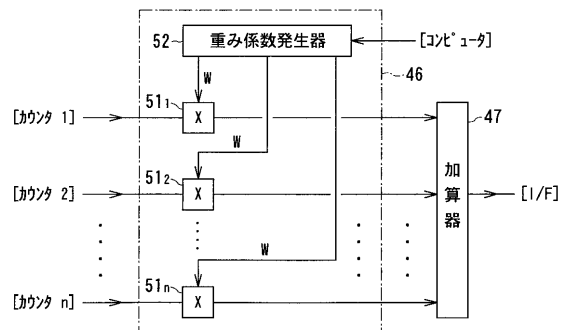 52
重み係数発生器
[コンピュータ]
46
W
51₁
[カウンタ 1]
X
47
W
51₂
[カウンタ 2]
X
加算器
[I/F]
W
51n
[カウンタ n]
X